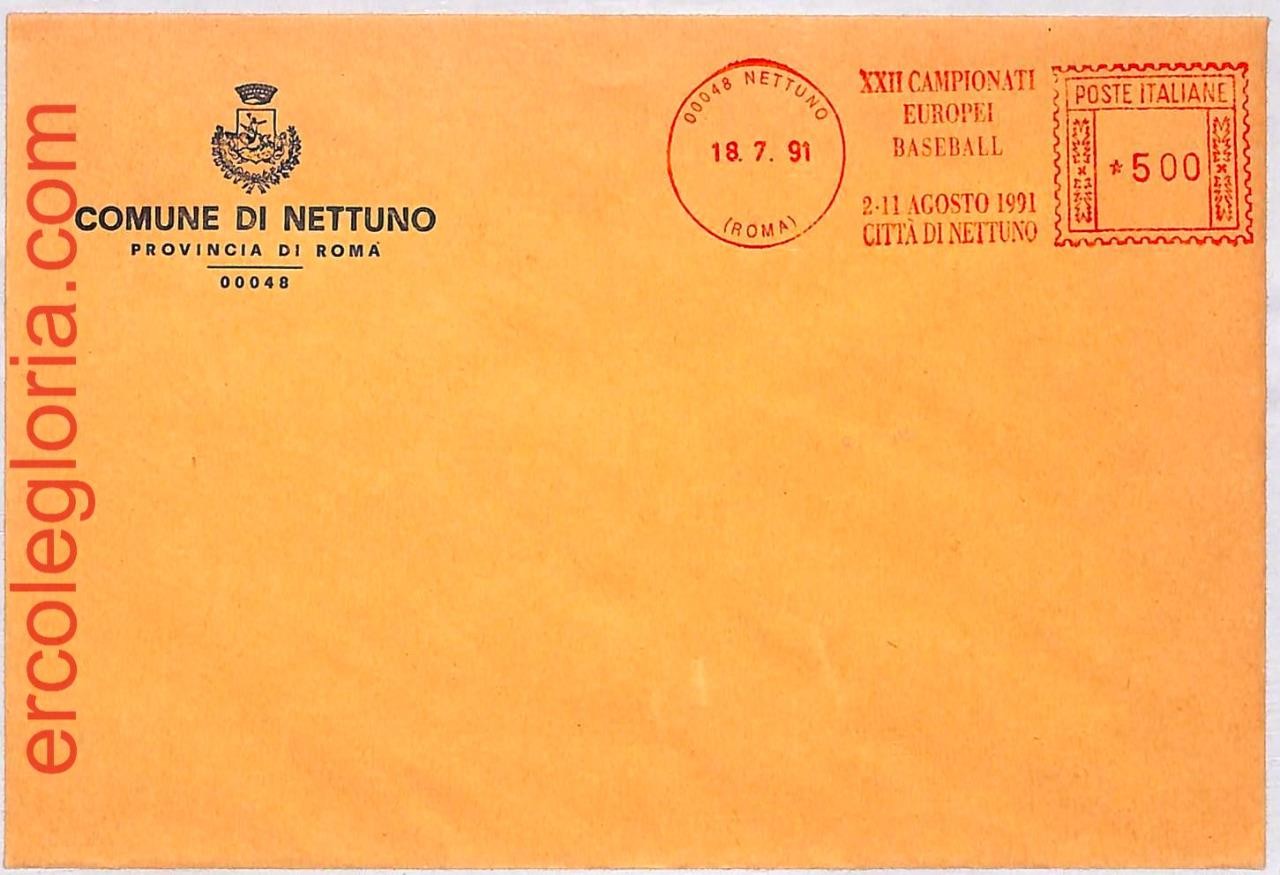 COMUNE DI NETTUNO
PROVINCIA DI ROMA
00048
00048 NETTUNO
18. 7. 91
(ROMA)
XXII CAMPIONATI
EUROPEI
BASEBALL
2-11 AGOSTO 1991
CITTÀ DI NETTUNO
POSTE ITALIANE
*500
ercolegloria.com